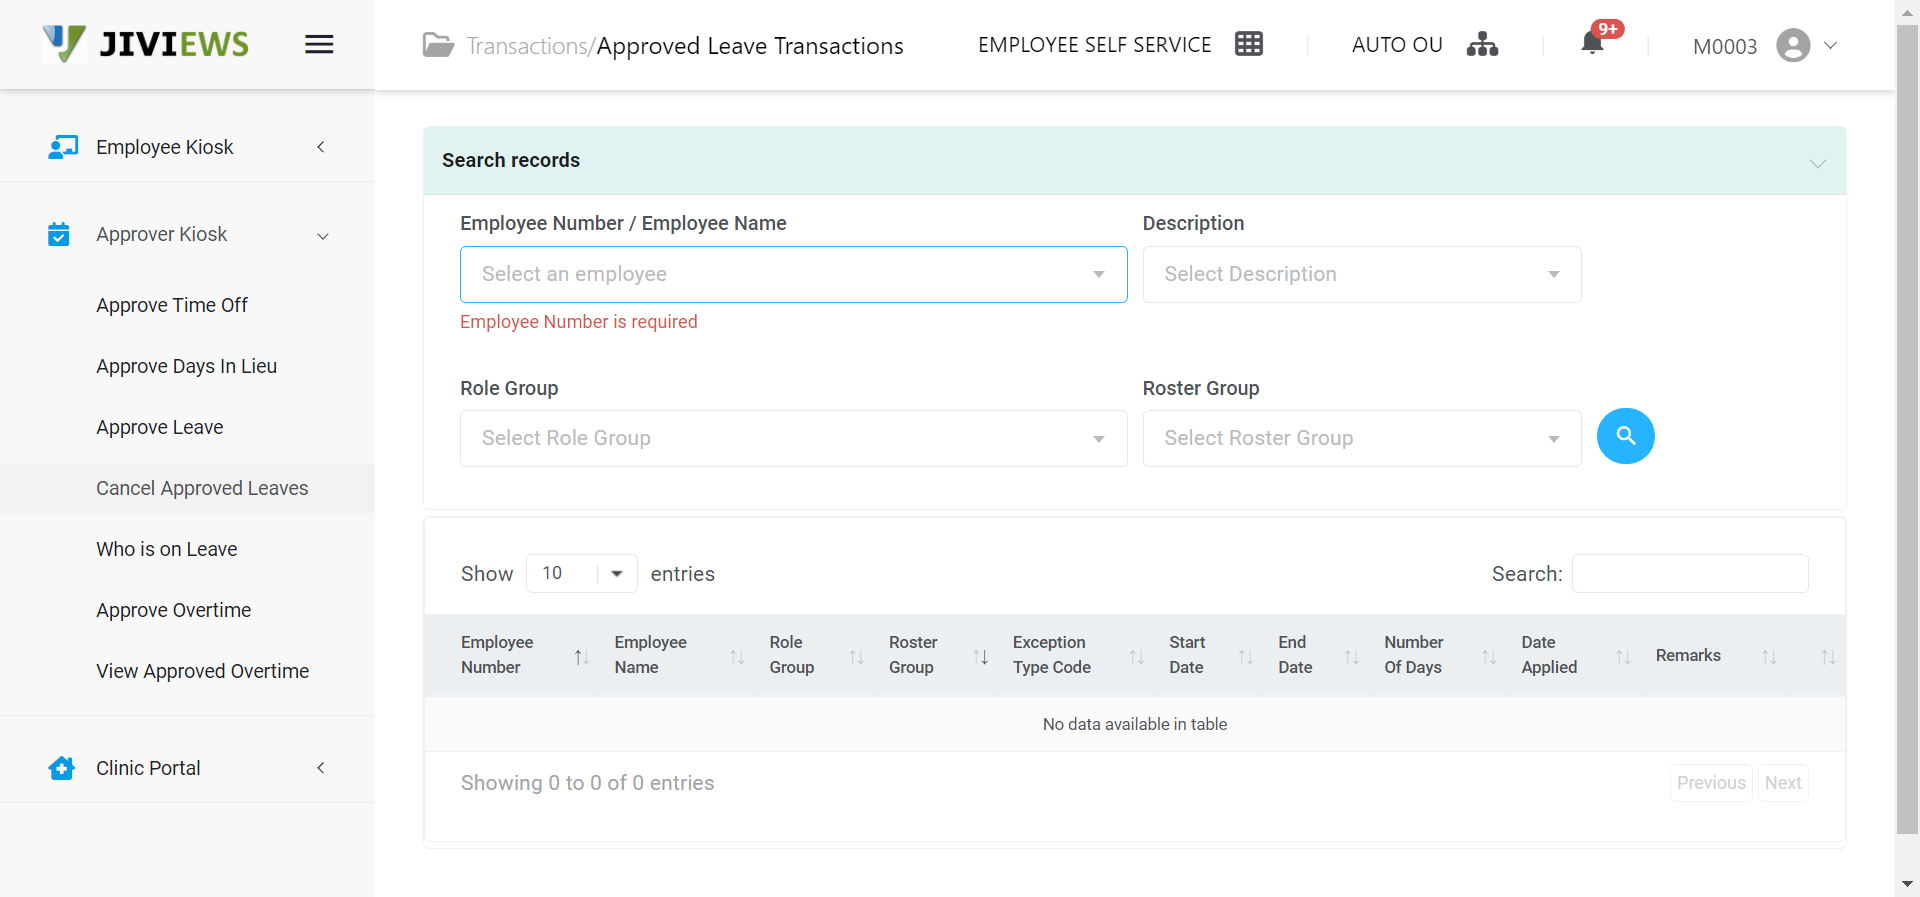 JIVIEWS
Transactions/Approved Leave Transactions
EMPLOYEE SELF SERVICE
AUTO OU
9+
M0003
Employee Kiosk
Approver Kiosk
Approve Time Off
Approve Days In Lieu
Approve Leave
Cancel Approved Leaves
Who is on Leave
Approve Overtime
View Approved Overtime
Clinic Portal
Search records
Employee Number / Employee Name
Description
Select an employee
Select Description
Employee Number is required
Role Group
Roster Group
Select Role Group
Select Roster Group
Show 10 entries
Search:
Employee Number
Employee Name
Role Group
Roster Group
Exception Type Code
Start Date
End Date
Number Of Days
Date Applied
Remarks
No data available in table
Showing 0 to 0 of 0 entries
Previous
Next